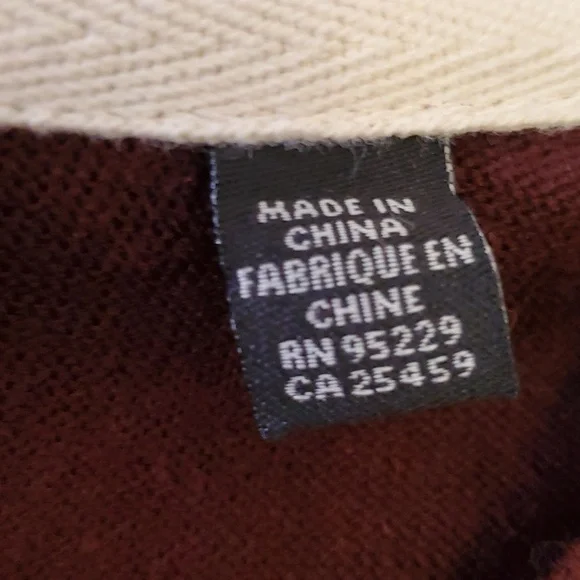 MADE IN
CHINA
FABRIQUE EN
CHINE
RN 95229
CA 25459